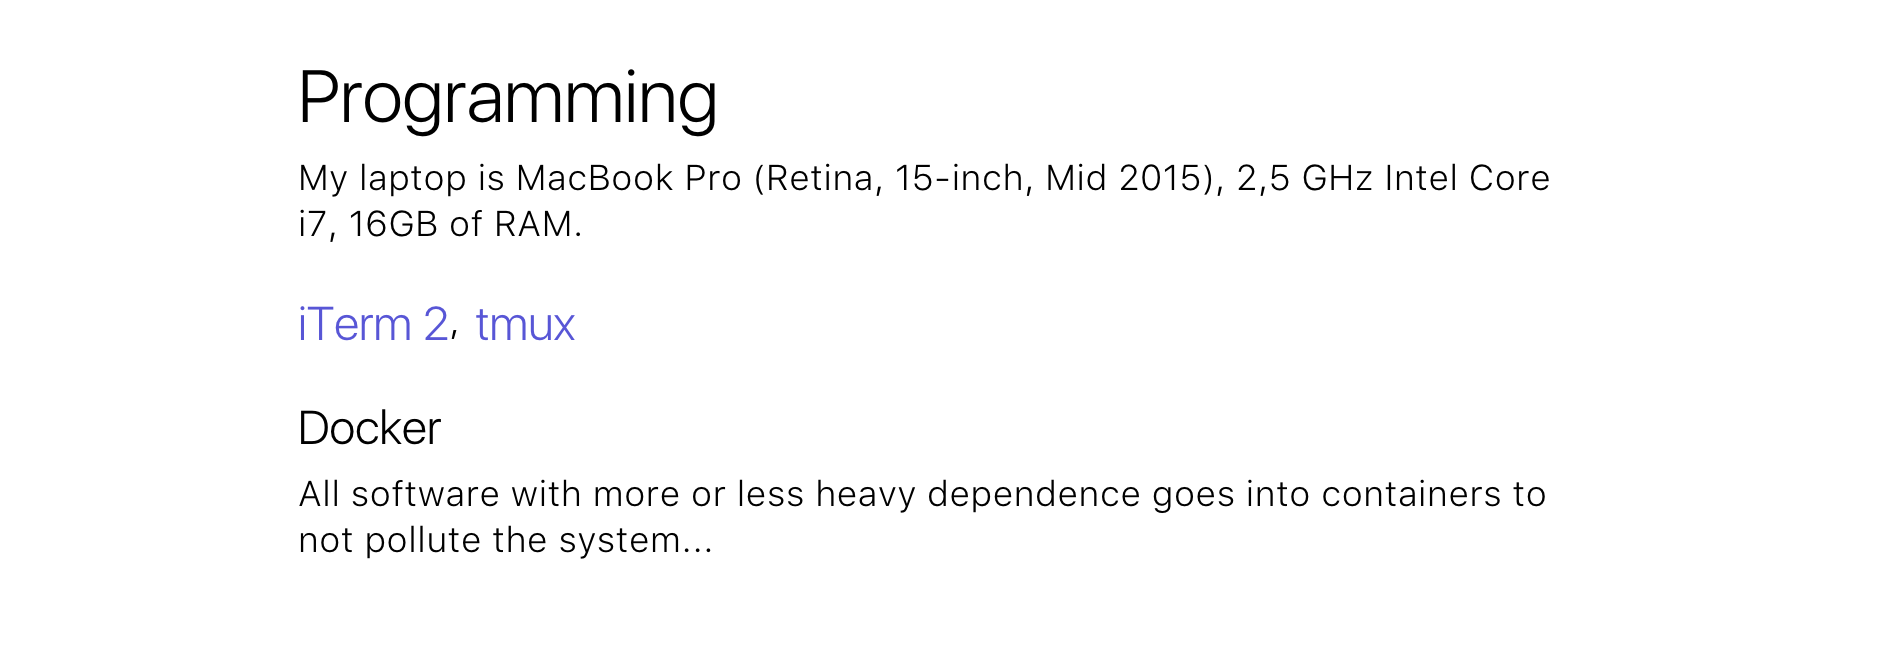 Programming
My laptop is MacBook Pro (Retina, 15-inch, Mid 2015), 2,5 GHz Intel Core
i7, 16GB of RAM.
iTerm 2, tmux
Docker
All software with more or less heavy dependence goes into containers to
not pollute the system...